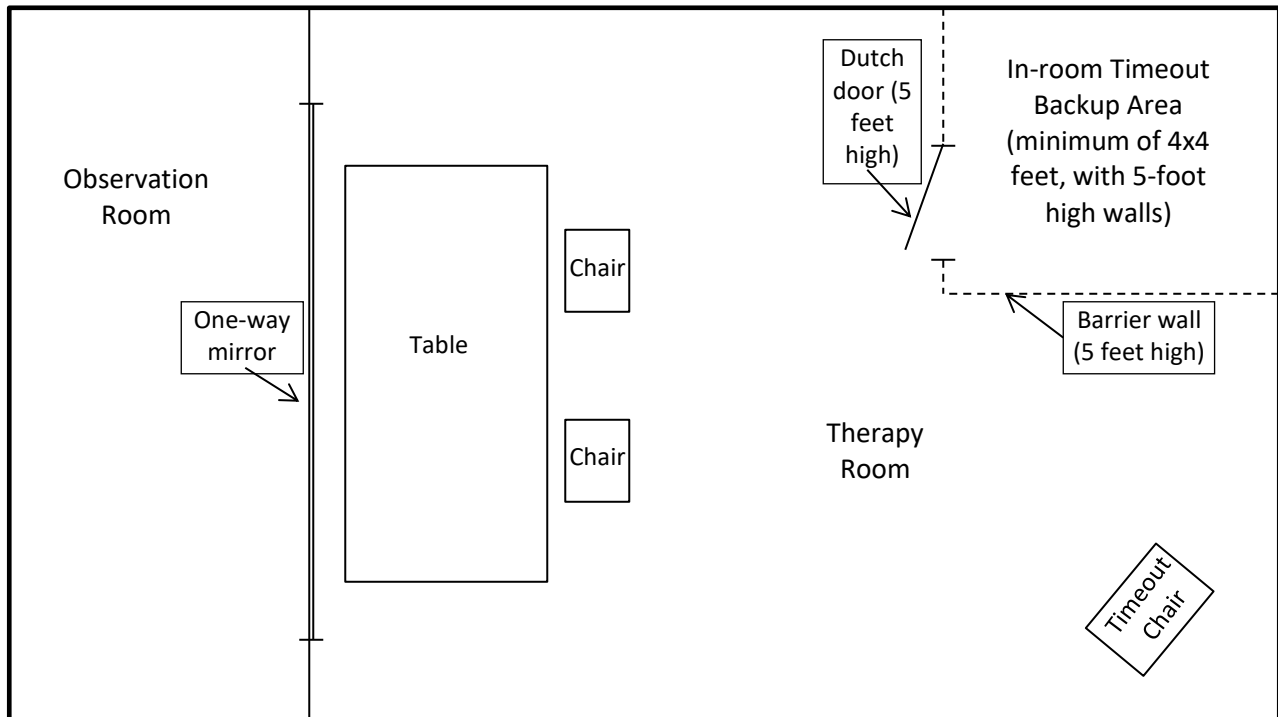 Observation
Room
One-way
mirror
Table
Chair
Chair
Dutch
door (5
feet
high)
In-room Timeout
Backup Area
(minimum of 4x4
feet, with 5-foot
high walls)
Barrier wall
(5 feet high)
Therapy
Room
Timeout
Chair